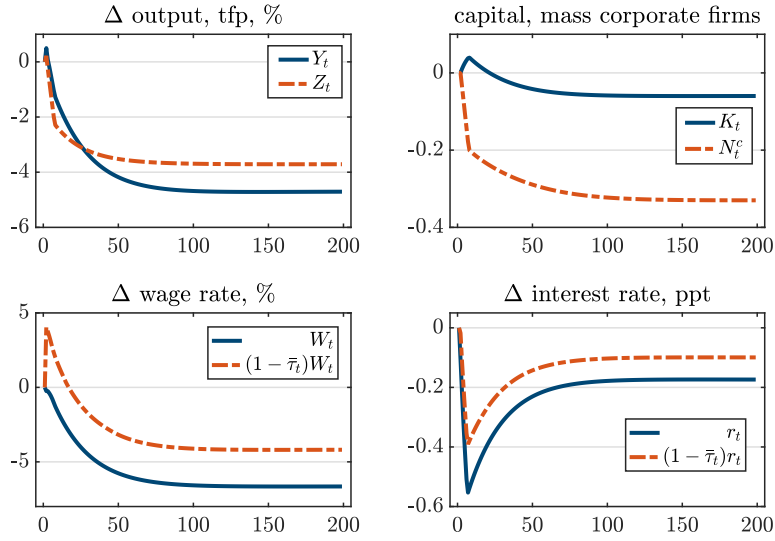 Δ output, tfp, %
0
-2
-4
-6
0 50 100 150 200
Y_t
Z_t
capital, mass corporate firms
0
-0.2
-0.4
0 50 100 150 200
K_t
N_t^c
Δ wage rate, %
5
0
-5
0 50 100 150 200
W_t
(1 − τ̄_t)W_t
Δ interest rate, ppt
0
-0.2
-0.4
-0.6
0 50 100 150 200
r_t
(1 − τ̄_t)r_t